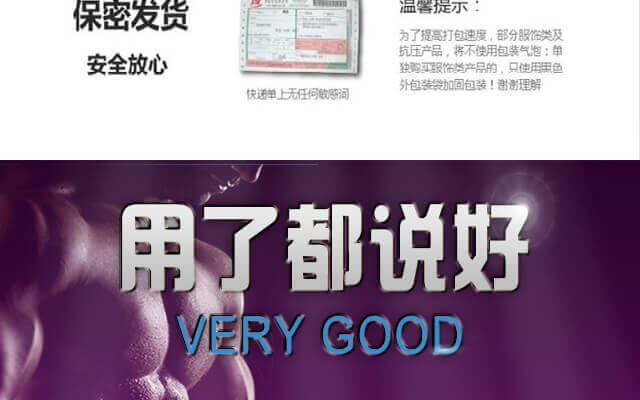 保密发货
安全放心
快递单上无任何敏感词
温馨提示：
为了提高打包速度，部分服饰类及
抗压产品，将不使用包装气泡；单
独购买服饰类产品的，只使用黑色
外包装袋加固包装！谢谢理解
用了都说好
VERY GOOD